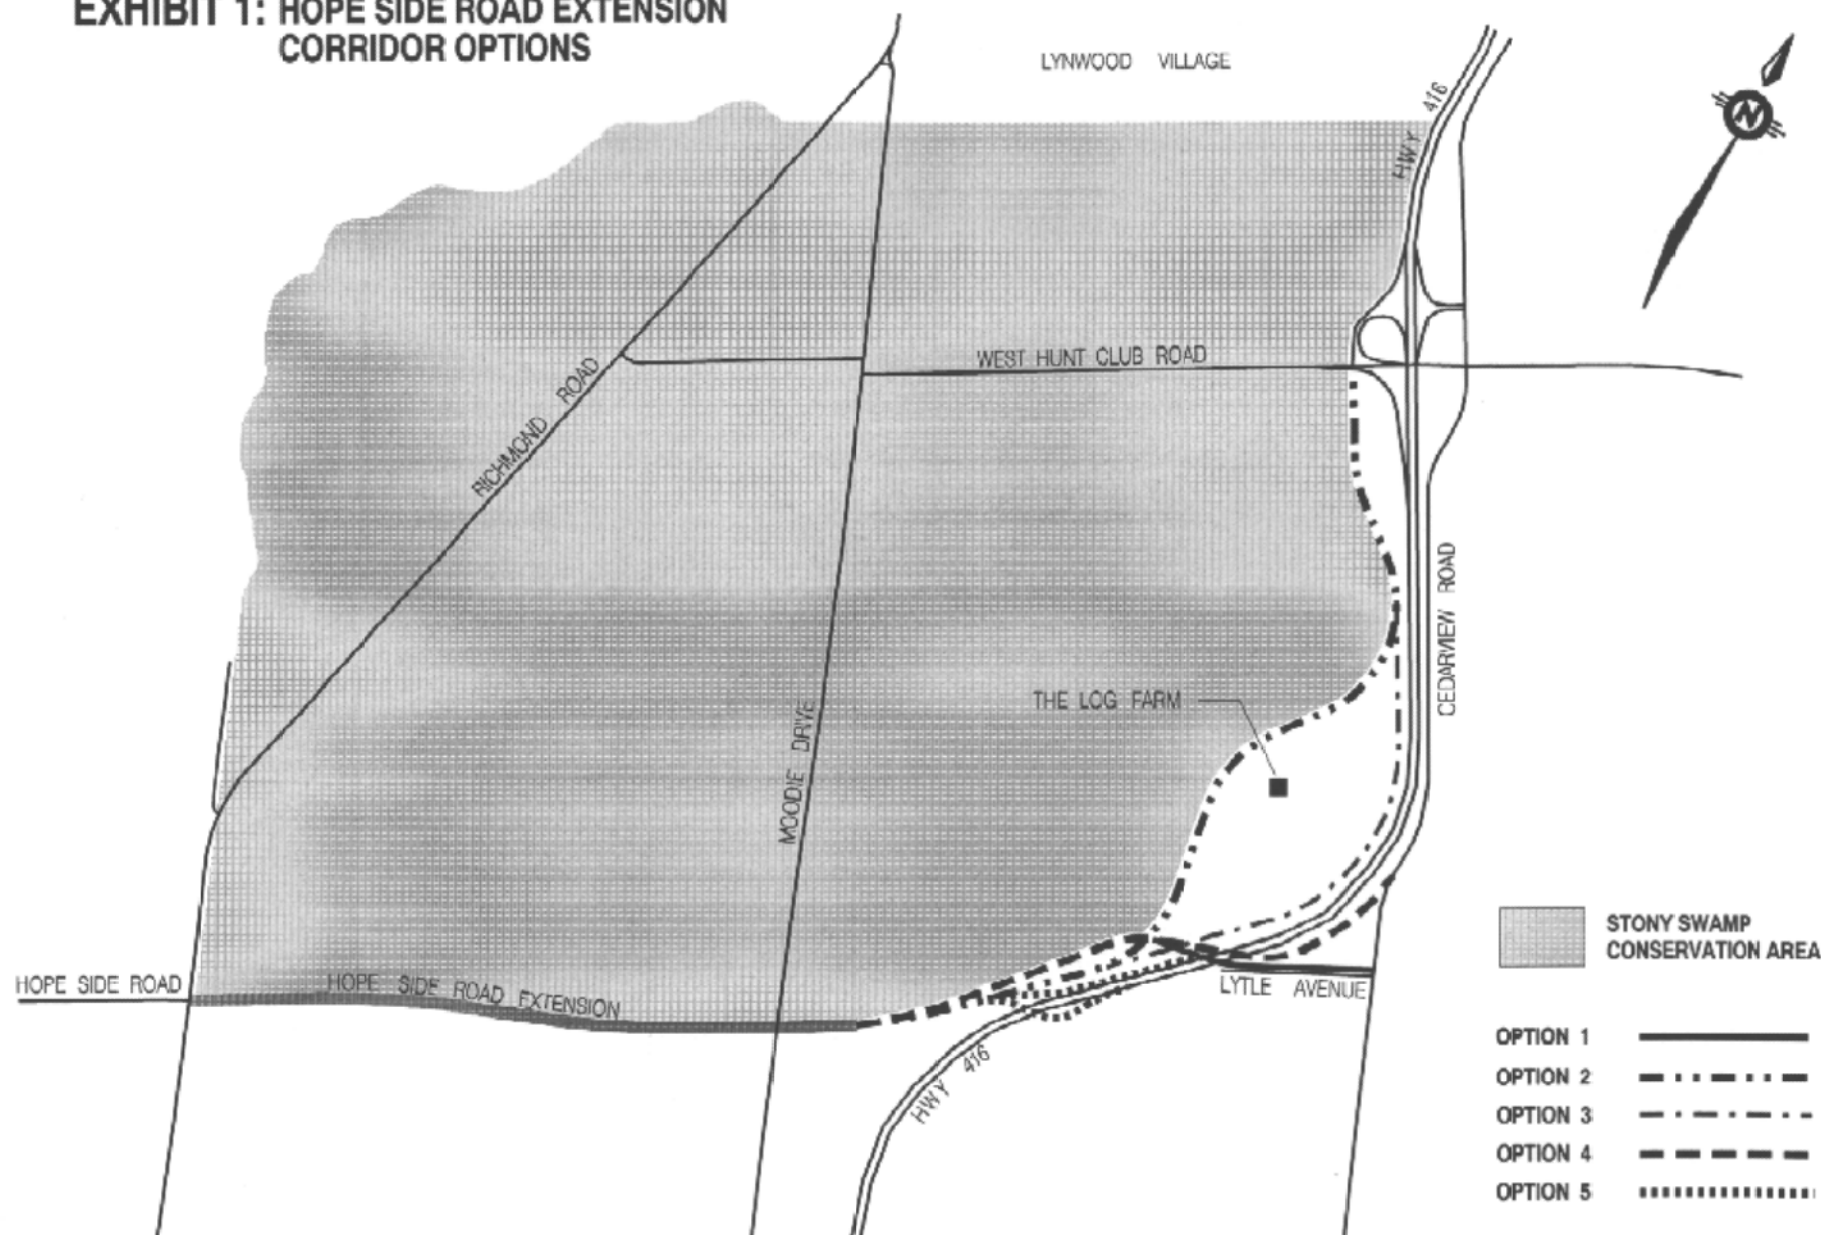 EXHIBIT 1: HOPE SIDE ROAD EXTENSION
CORRIDOR OPTIONS
LYNWOOD VILLAGE
HWY 416
N
WEST HUNT CLUB ROAD
RICHMOND ROAD
CEDARVIEW ROAD
THE LOG FARM
MOODIE DRIVE
STONY SWAMP
CONSERVATION AREA
HOPE SIDE ROAD
HOPE SIDE ROAD EXTENSION
LYTLE AVENUE
HWY 416
OPTION 1
OPTION 2
OPTION 3
OPTION 4
OPTION 5